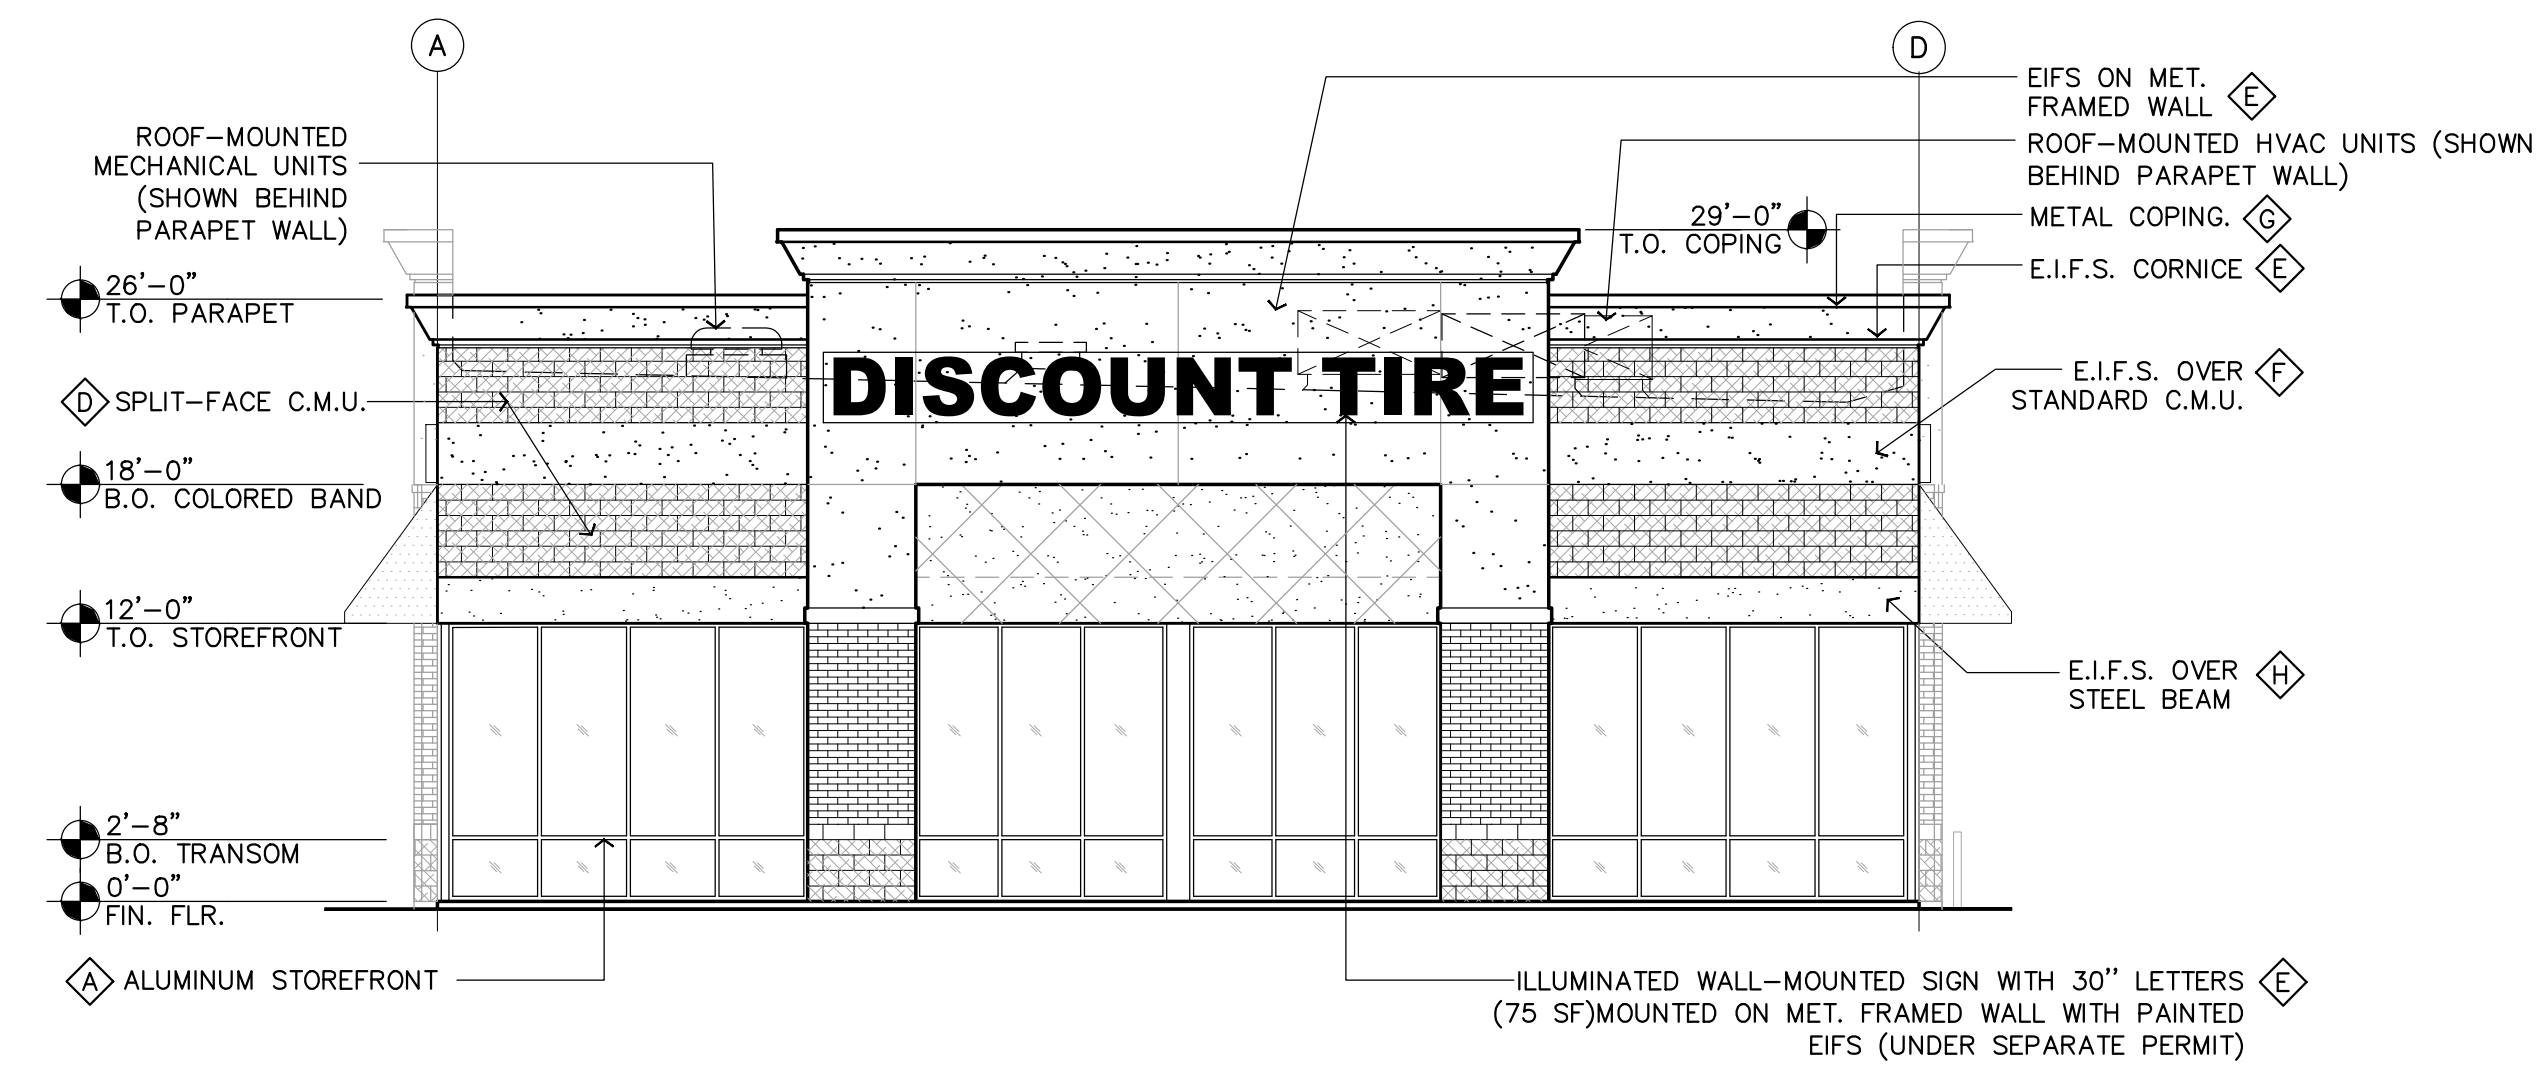 A
D
EIFS ON MET.
FRAMED WALL E
ROOF-MOUNTED
MECHANICAL UNITS
(SHOWN BEHIND
PARAPET WALL)
ROOF-MOUNTED HVAC UNITS (SHOWN
BEHIND PARAPET WALL)
29'-0"
T.O. COPING
METAL COPING. G
E.I.F.S. CORNICE E
26'-0"
T.O. PARAPET
DISCOUNT TIRE
D SPLIT-FACE C.M.U.
E.I.F.S. OVER F
STANDARD C.M.U.
18'-0"
B.O. COLORED BAND
12'-0"
T.O. STOREFRONT
E.I.F.S. OVER H
STEEL BEAM
2'-8"
B.O. TRANSOM
0'-0"
FIN. FLR.
A ALUMINUM STOREFRONT
ILLUMINATED WALL-MOUNTED SIGN WITH 30'' LETTERS E
(75 SF)MOUNTED ON MET. FRAMED WALL WITH PAINTED
EIFS (UNDER SEPARATE PERMIT)